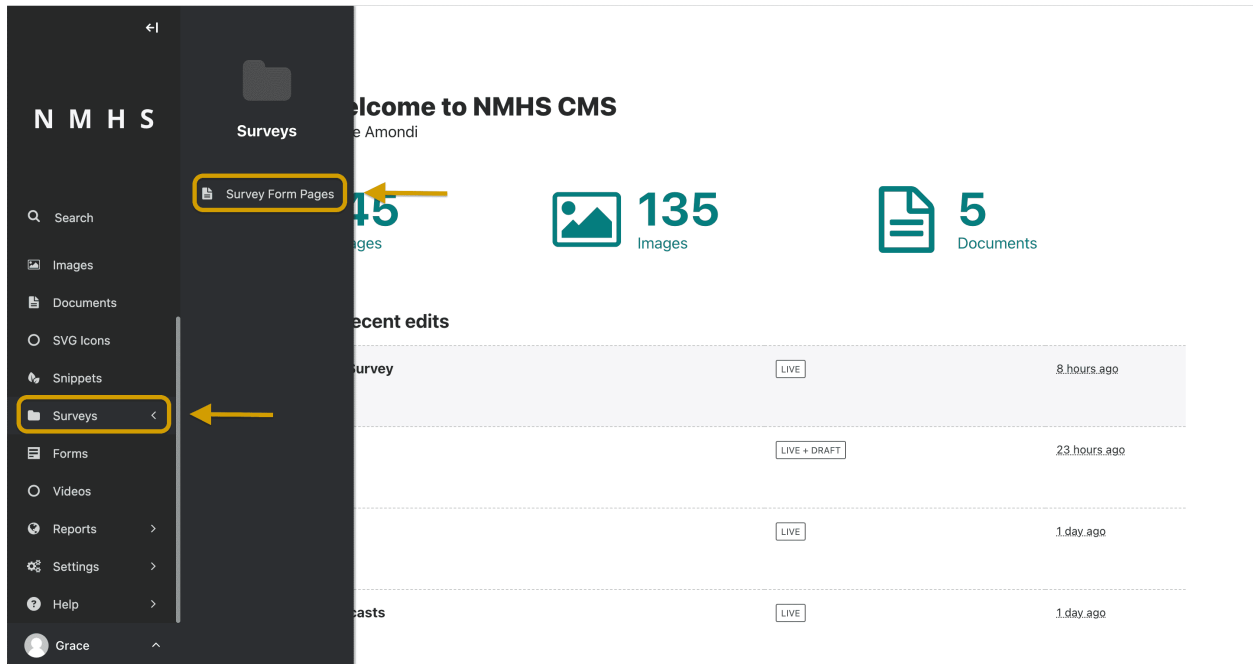 NMHS
Search
Images
Documents
SVG Icons
Snippets
Surveys
Forms
Videos
Reports
Settings
Help
Grace
Surveys
Survey Form Pages
elcome to NMHS CMS
e Amondi
45
ages
135
Images
5
Documents
ecent edits
Survey
LIVE
8 hours ago
LIVE + DRAFT
23 hours ago
LIVE
1 day ago
casts
LIVE
1 day ago